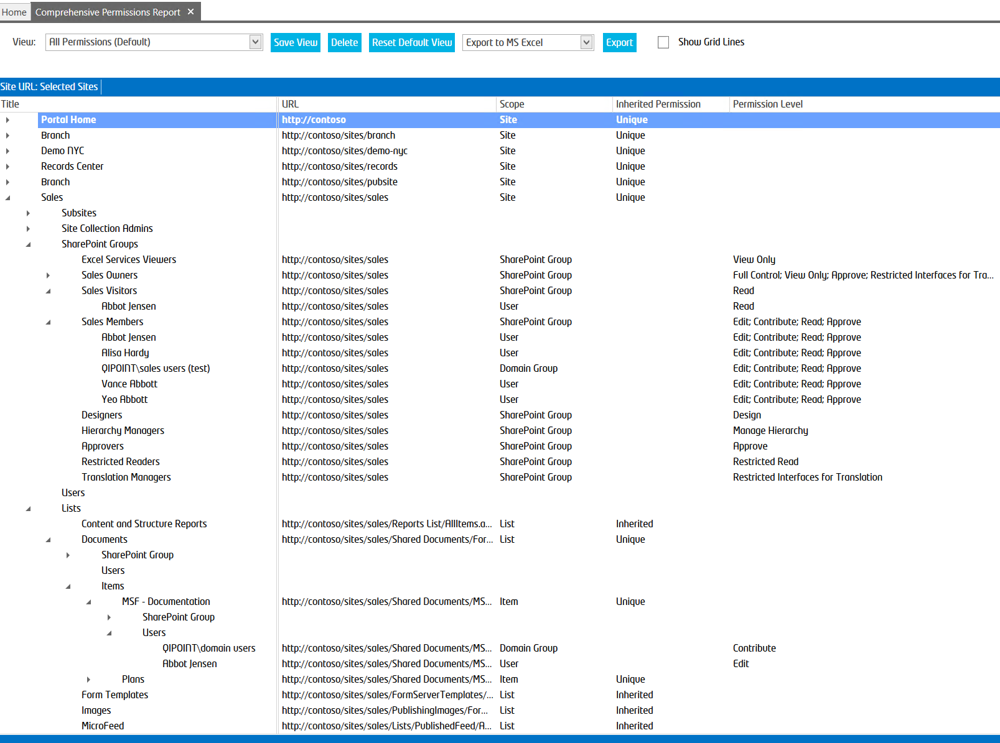 Home Comprehensive Permissions Report ×
View: All Permissions (Default) Save View Delete Reset Default View Export to MS Excel Export Show Grid Lines
Site URL: Selected Sites
Title URL Scope Inherited Permission Permission Level
Portal Home http://contoso Site Unique
Branch http://contoso/sites/branch Site Unique
Demo NYC http://contoso/sites/demo-nyc Site Unique
Records Center http://contoso/sites/records Site Unique
Branch http://contoso/sites/pubsite Site Unique
Sales http://contoso/sites/sales Site Unique
Subsites
Site Collection Admins
SharePoint Groups
Excel Services Viewers http://contoso/sites/sales SharePoint Group View Only
Sales Owners http://contoso/sites/sales SharePoint Group Full Control; View Only; Approve; Restricted Interfaces for Tra...
Sales Visitors http://contoso/sites/sales SharePoint Group Read
Abbot Jensen http://contoso/sites/sales User Read
Sales Members http://contoso/sites/sales SharePoint Group Edit; Contribute; Read; Approve
Abbot Jensen http://contoso/sites/sales User Edit; Contribute; Read; Approve
Alisa Hardy http://contoso/sites/sales User Edit; Contribute; Read; Approve
QIPOINT\sales users (test) http://contoso/sites/sales Domain Group Edit; Contribute; Read; Approve
Vance Abbott http://contoso/sites/sales User Edit; Contribute; Read; Approve
Yeo Abbott http://contoso/sites/sales User Edit; Contribute; Read; Approve
Designers http://contoso/sites/sales SharePoint Group Design
Hierarchy Managers http://contoso/sites/sales SharePoint Group Manage Hierarchy
Approvers http://contoso/sites/sales SharePoint Group Approve
Restricted Readers http://contoso/sites/sales SharePoint Group Restricted Read
Translation Managers http://contoso/sites/sales SharePoint Group Restricted Interfaces for Translation
Users
Lists
Content and Structure Reports http://contoso/sites/sales/Reports List/AllItems.a... List Inherited
Documents http://contoso/sites/sales/Shared Documents/For... List Unique
SharePoint Group
Users
Items
MSF - Documentation http://contoso/sites/sales/Shared Documents/MS... Item Unique
SharePoint Group
Users
QIPOINT\domain users http://contoso/sites/sales/Shared Documents/MS... Domain Group Contribute
Abbot Jensen http://contoso/sites/sales/Shared Documents/MS... User Edit
Plans http://contoso/sites/sales/Shared Documents/MS... Item Unique
Form Templates http://contoso/sites/sales/FormServerTemplates/... List Inherited
Images http://contoso/sites/sales/PublishingImages/For... List Inherited
MicroFeed http://contoso/sites/sales/Lists/PublishedFeed/A... List Inherited